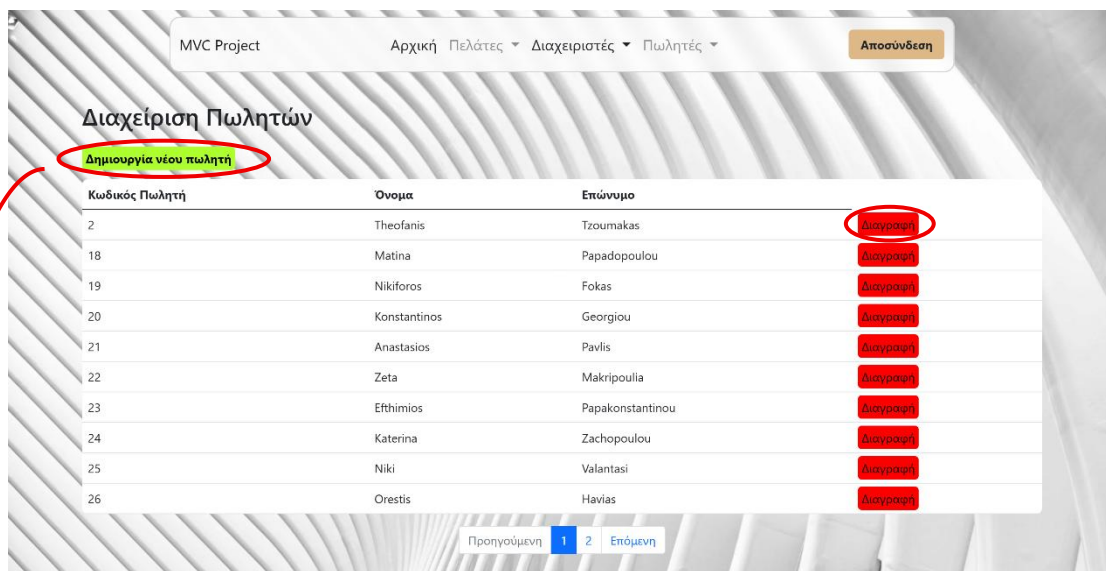 MVC Project Αρχική Πελάτες Διαχειριστές Πωλητές Αποσύνδεση
Διαχείριση Πωλητών
Δημιουργία νέου πωλητή
Κωδικός Πωλητή Όνομα Επώνυμο
2 Theofanis Tzoumakas Διαγραφή
18 Matina Papadopoulou Διαγραφή
19 Nikiforos Fokas Διαγραφή
20 Konstantinos Georgiou Διαγραφή
21 Anastasios Pavlis Διαγραφή
22 Zeta Makripoulia Διαγραφή
23 Efthimios Papakonstantinou Διαγραφή
24 Katerina Zachopoulou Διαγραφή
25 Niki Valantasi Διαγραφή
26 Orestis Havias Διαγραφή
Προηγούμενη 1 2 Επόμενη